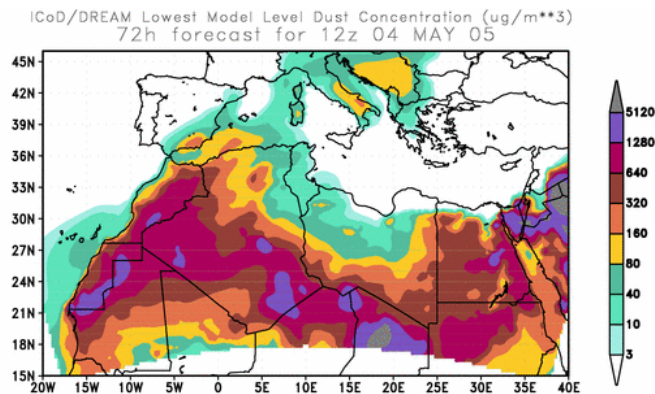 ICoD/DREAM Lowest Model Level Dust Concentration (ug/m**3)
72h forecast for 12z 04 MAY 05
45N
42N
39N
36N
33N
30N
27N
24N
21N
18N
15N
20W 15W 10W 5W 0 5E 10E 15E 20E 25E 30E 35E 40E
5120
1280
640
320
160
80
40
10
3